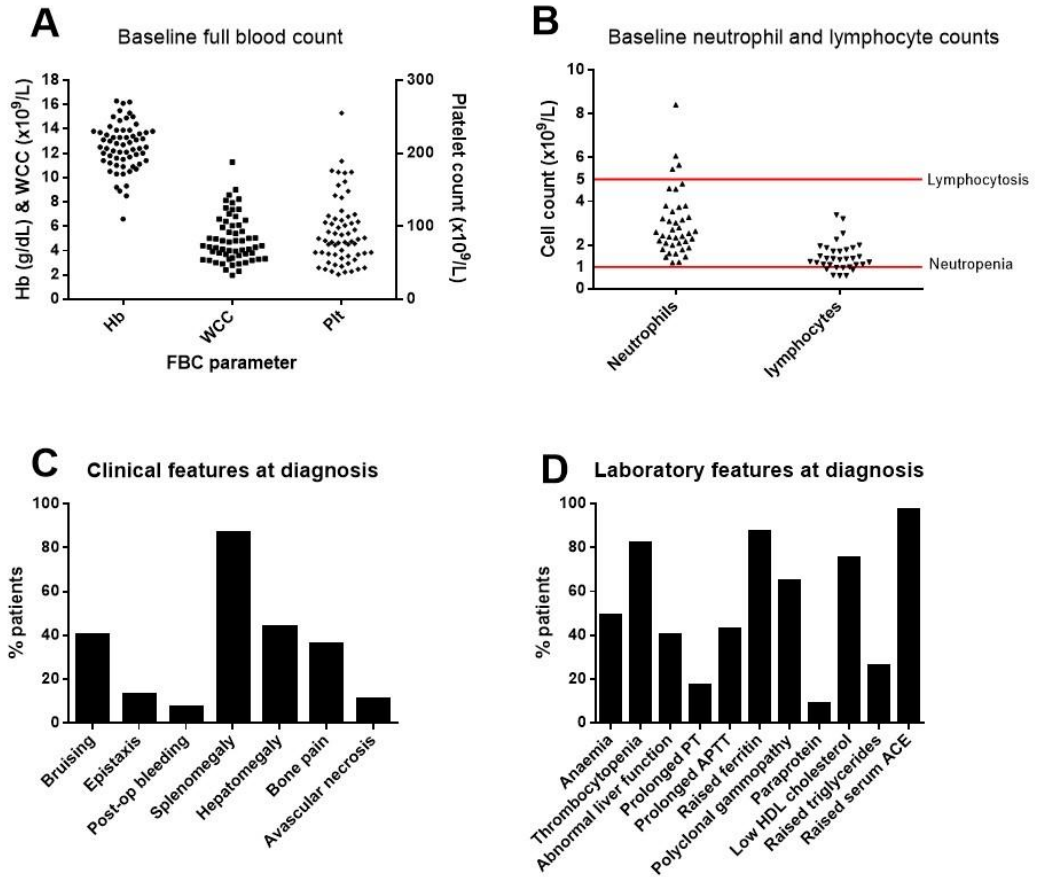 A
Baseline full blood count
Hb (g/dL) & WCC (x10⁹/L)
18
16
14
12
10
8
6
4
2
0
300
200
100
0
Platelet count (x10⁹/L)
Hb
WCC
Plt
FBC parameter
B
Baseline neutrophil and lymphocyte counts
Cell count (x10⁹/L)
10
8
6
5
4
2
1
0
Lymphocytosis
Neutropenia
Neutrophils
lymphocytes
C
Clinical features at diagnosis
% patients
100
80
60
40
20
0
Bruising
Epistaxis
Post-op bleeding
Splenomegaly
Hepatomegaly
Bone pain
Avascular necrosis
D
Laboratory features at diagnosis
% patients
100
80
60
40
20
0
Anaemia
Thrombocytopenia
Abnormal liver function
Prolonged PT
Prolonged APTT
Raised ferritin
Polyclonal gammopathy
Paraprotein
Low HDL cholesterol
Raised triglycerides
Raised serum ACE